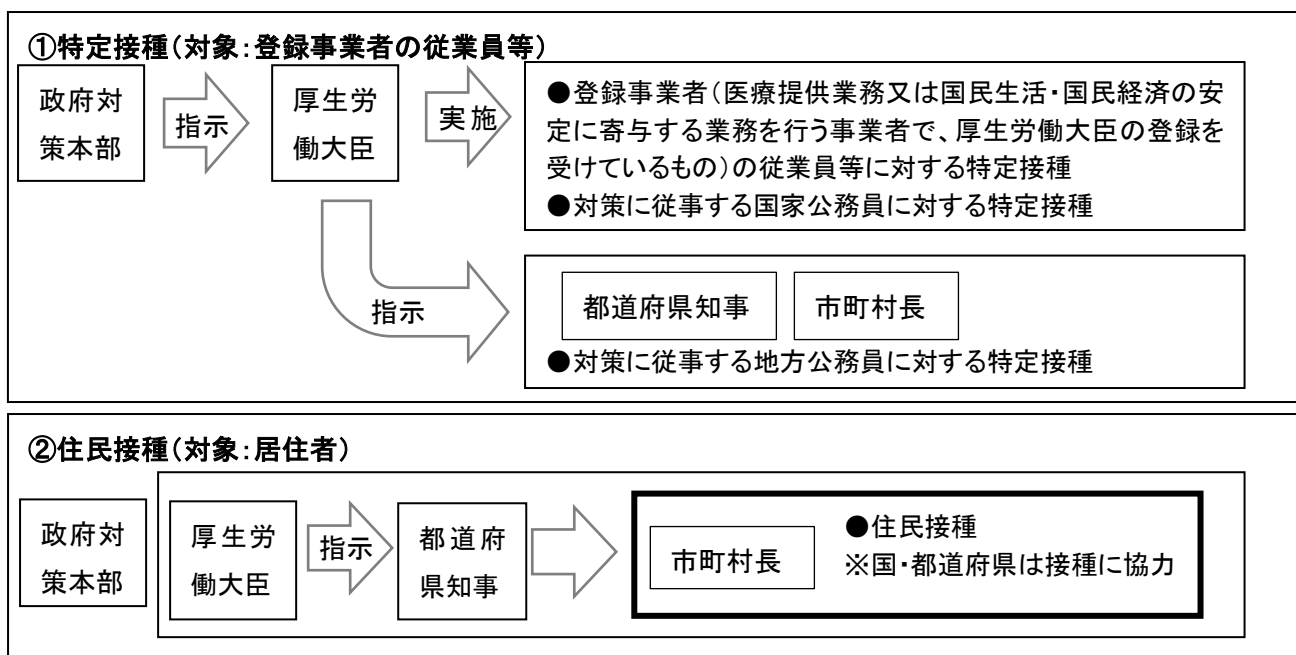 ①特定接種(対象:登録事業者の従業員等)
政府対
策本部
指示
厚生労
働大臣
実施
●登録事業者(医療提供業務又は国民生活・国民経済の安
定に寄与する業務を行う事業者で、厚生労働大臣の登録を
受けているもの)の従業員等に対する特定接種
●対策に従事する国家公務員に対する特定接種
指示
都道府県知事
市町村長
●対策に従事する地方公務員に対する特定接種
②住民接種(対象:居住者)
政府対
策本部
厚生労
働大臣
指示
都道府
県知事
市町村長
●住民接種
※国・都道府県は接種に協力